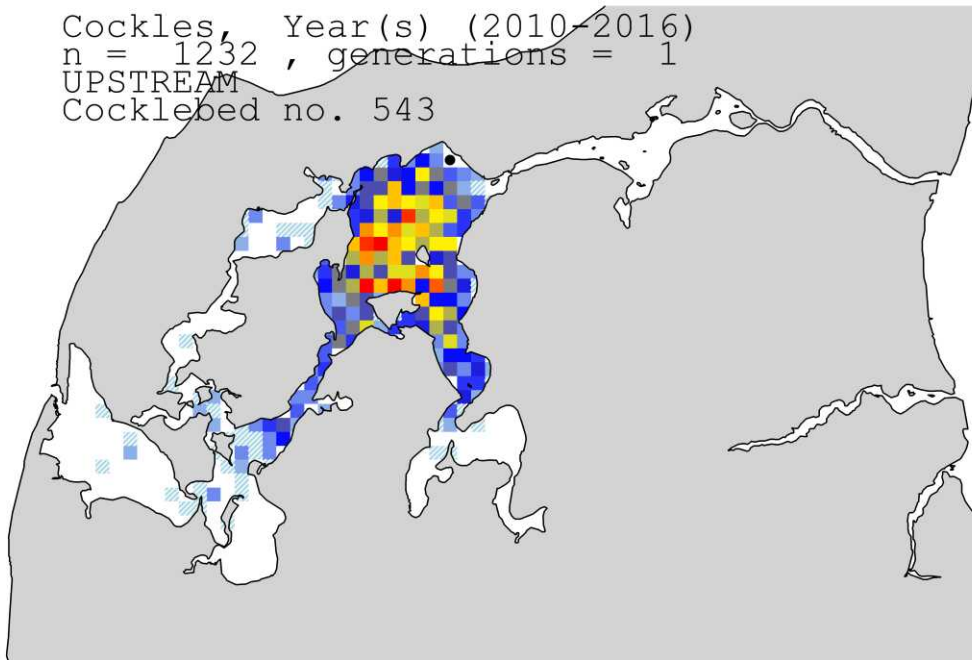 Cockles,  Year(s) (2010-2016)
n =  1232 , generations =  1
UPSTREAM
Cocklebed no. 543